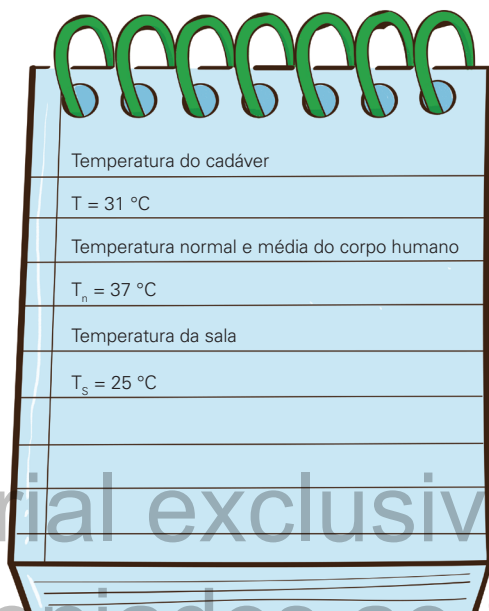 Temperatura do cadáver
T = 31 °C
Temperatura normal e média do corpo humano
Tₙ = 37 °C
Temperatura da sala
Tₛ = 25 °C
rial exclusiv